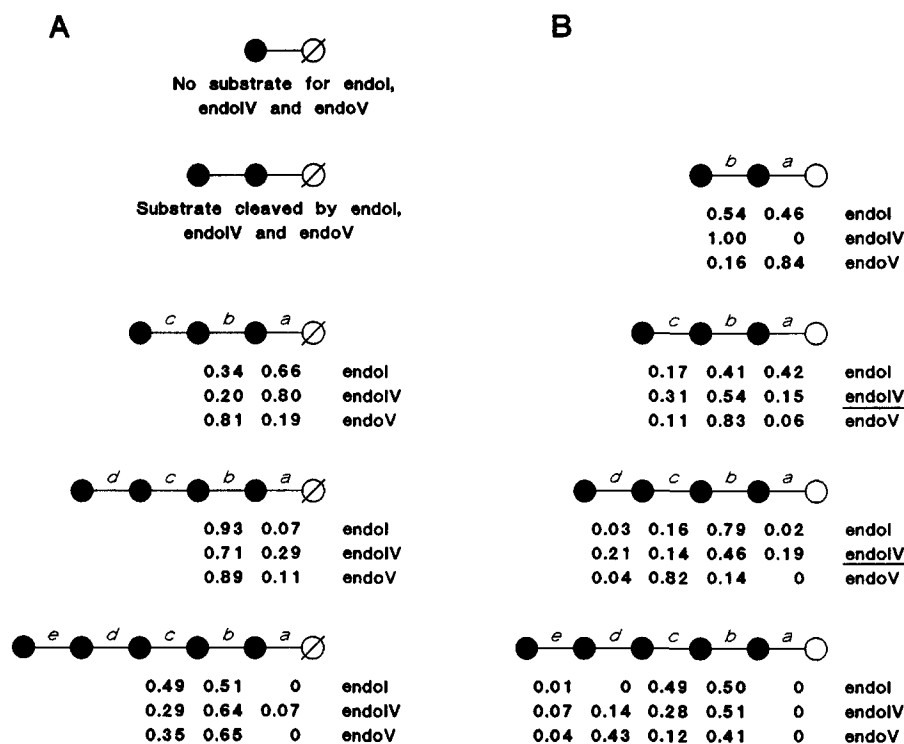 A
B
No substrate for endoI,
endoIV and endoV
Substrate cleaved by endoI,
endoIV and endoV
b a
0.54 0.46 endoI
1.00 0 endoIV
0.16 0.84 endoV
c b a
0.34 0.66 endoI
0.20 0.80 endoIV
0.81 0.19 endoV
c b a
0.17 0.41 0.42 endoI
0.31 0.54 0.15 endoIV
0.11 0.83 0.06 endoV
d c b a
0.93 0.07 endoI
0.71 0.29 endoIV
0.89 0.11 endoV
d c b a
0.03 0.16 0.79 0.02 endoI
0.21 0.14 0.46 0.19 endoIV
0.04 0.82 0.14 0 endoV
e d c b a
0.49 0.51 0 endoI
0.29 0.64 0.07 endoIV
0.35 0.65 0 endoV
e d c b a
0.01 0 0.49 0.50 0 endoI
0.07 0.14 0.28 0.51 0 endoIV
0.04 0.43 0.12 0.41 0 endoV